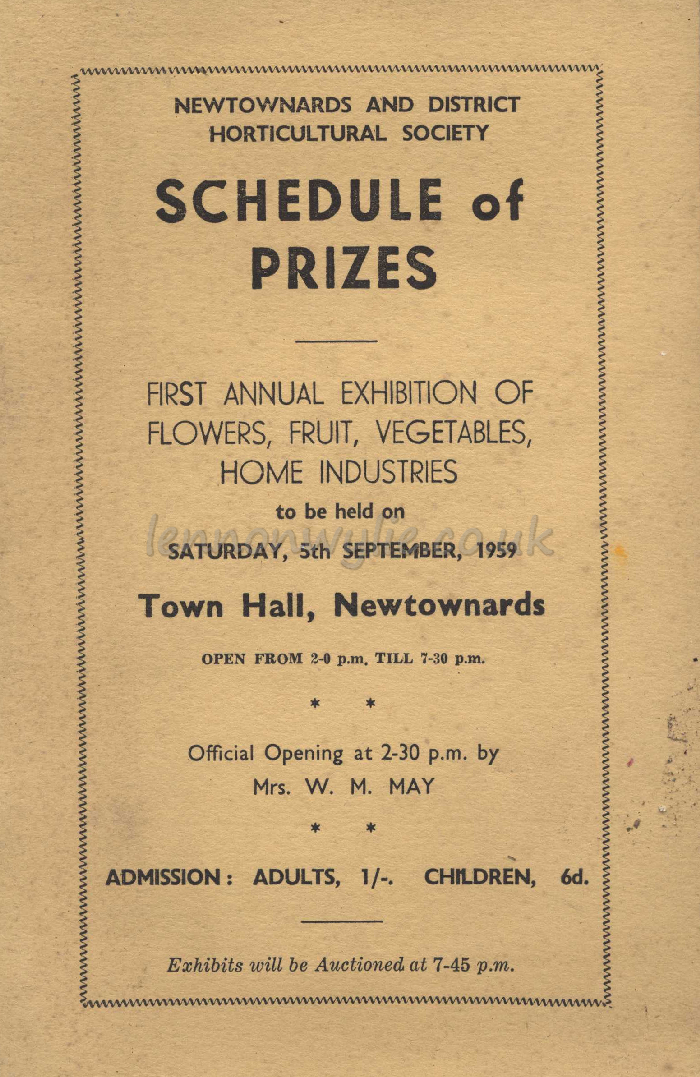 NEWTOWNARDS AND DISTRICT
HORTICULTURAL SOCIETY
SCHEDULE of
PRIZES
FIRST ANNUAL EXHIBITION OF
FLOWERS, FRUIT, VEGETABLES,
HOME INDUSTRIES
to be held on
lennonwylie.co.uk
SATURDAY, 5th SEPTEMBER, 1959
Town Hall, Newtownards
OPEN FROM 2-0 p.m. TILL 7-30 p.m.
* *
Official Opening at 2-30 p.m. by
Mrs. W. M. MAY
* *
ADMISSION : ADULTS, 1/-. CHILDREN, 6d.
Exhibits will be Auctioned at 7-45 p.m.